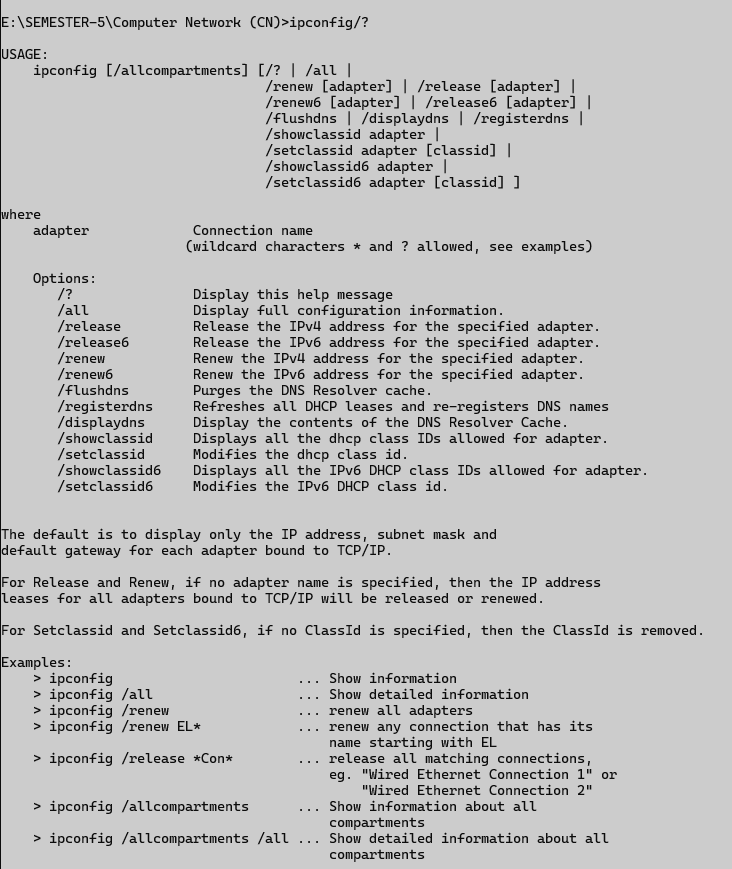 E:\SEMESTER-5\Computer Network (CN)>ipconfig/?

USAGE:
    ipconfig [/allcompartments] [/? | /all |
                                 /renew [adapter] | /release [adapter] |
                                 /renew6 [adapter] | /release6 [adapter] |
                                 /flushdns | /displaydns | /registerdns |
                                 /showclassid adapter |
                                 /setclassid adapter [classid] |
                                 /showclassid6 adapter |
                                 /setclassid6 adapter [classid] ]

where
    adapter             Connection name
                       (wildcard characters * and ? allowed, see examples)

    Options:
       /?               Display this help message
       /all             Display full configuration information.
       /release         Release the IPv4 address for the specified adapter.
       /release6        Release the IPv6 address for the specified adapter.
       /renew           Renew the IPv4 address for the specified adapter.
       /renew6          Renew the IPv6 address for the specified adapter.
       /flushdns        Purges the DNS Resolver cache.
       /registerdns     Refreshes all DHCP leases and re-registers DNS names
       /displaydns      Display the contents of the DNS Resolver Cache.
       /showclassid     Displays all the dhcp class IDs allowed for adapter.
       /setclassid      Modifies the dhcp class id.
       /showclassid6    Displays all the IPv6 DHCP class IDs allowed for adapter.
       /setclassid6     Modifies the IPv6 DHCP class id.


The default is to display only the IP address, subnet mask and
default gateway for each adapter bound to TCP/IP.

For Release and Renew, if no adapter name is specified, then the IP address
leases for all adapters bound to TCP/IP will be released or renewed.

For Setclassid and Setclassid6, if no ClassId is specified, then the ClassId is removed.

Examples:
    > ipconfig                       ... Show information
    > ipconfig /all                  ... Show detailed information
    > ipconfig /renew                ... renew all adapters
    > ipconfig /renew EL*            ... renew any connection that has its
                                         name starting with EL
    > ipconfig /release *Con*        ... release all matching connections,
                                         eg. "Wired Ethernet Connection 1" or
                                             "Wired Ethernet Connection 2"
    > ipconfig /allcompartments      ... Show information about all
                                         compartments
    > ipconfig /allcompartments /all ... Show detailed information about all
                                         compartments